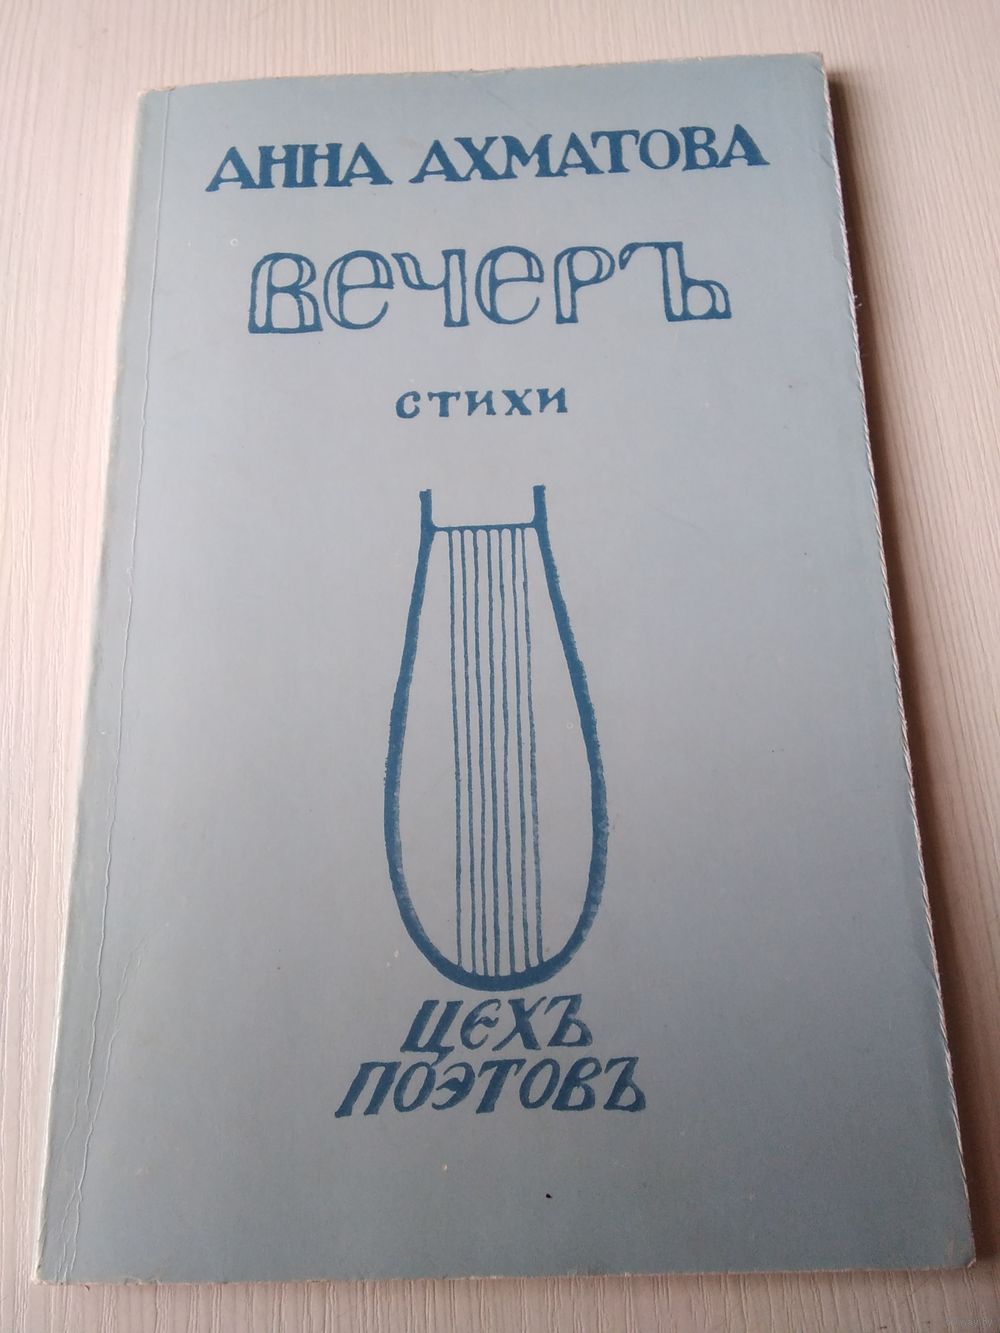 АННА АХМАТОВА
ВЕЧЕРЪ
СТИХИ
ЦЕХЪ
ПОЭТОВЪ